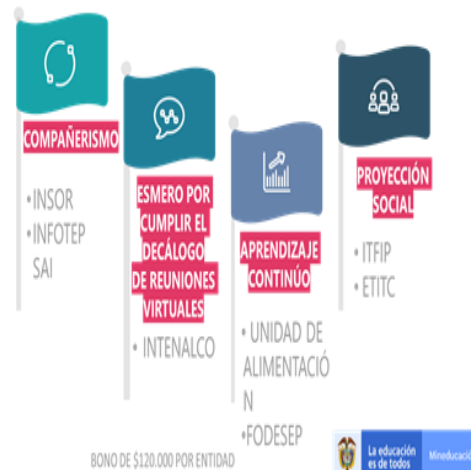 COMPAÑERISMO
•INSOR
•INFOTEP
SAI
ESMERO POR
CUMPLIR EL
DECÁLOGO
DE REUNIONES
VIRTUALES
• INTENALCO
APRENDIZAJE
CONTINÚO
• UNIDAD DE
ALIMENTACIÓ
N
•FODESEP
PROYECCIÓN
SOCIAL
• ITFIP
• ETITC
BONO DE $120.000 POR ENTIDAD
La educación
es de todos
Mineducació